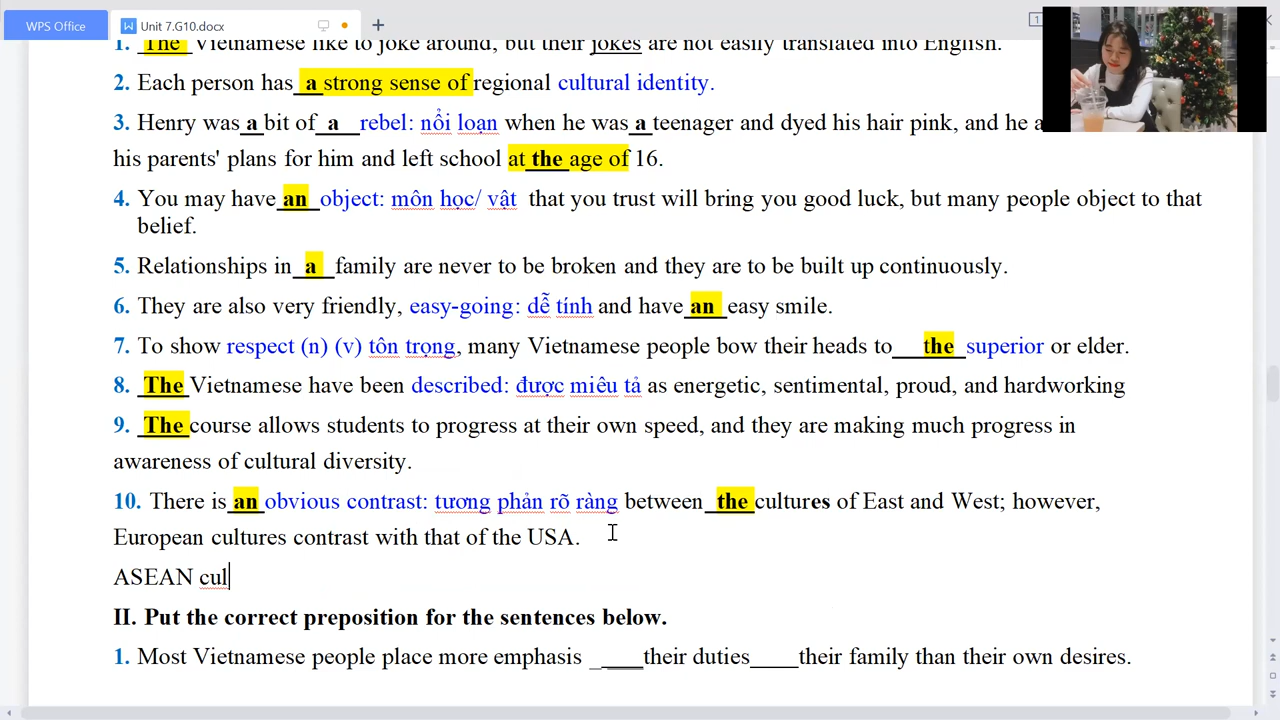 WPS Office
Unit 7.G10.docx
1. The Vietnamese like to joke around, but their jokes are not easily translated into English.
2. Each person has a strong sense of regional cultural identity.
3. Henry was a bit of a rebel: nổi loạn when he was a teenager and dyed his hair pink, and he a
his parents' plans for him and left school at the age of 16.
4. You may have an object: môn học/ vật that you trust will bring you good luck, but many people object to that
belief.
5. Relationships in a family are never to be broken and they are to be built up continuously.
6. They are also very friendly, easy-going: dễ tính and have an easy smile.
7. To show respect (n) (v) tôn trọng, many Vietnamese people bow their heads to the superior or elder.
8. The Vietnamese have been described: được miêu tả as energetic, sentimental, proud, and hardworking
9. The course allows students to progress at their own speed, and they are making much progress in
awareness of cultural diversity.
10. There is an obvious contrast: tương phản rõ ràng between the cultures of East and West; however,
European cultures contrast with that of the USA.
ASEAN cul
II. Put the correct preposition for the sentences below.
1. Most Vietnamese people place more emphasis _____their duties____their family than their own desires.